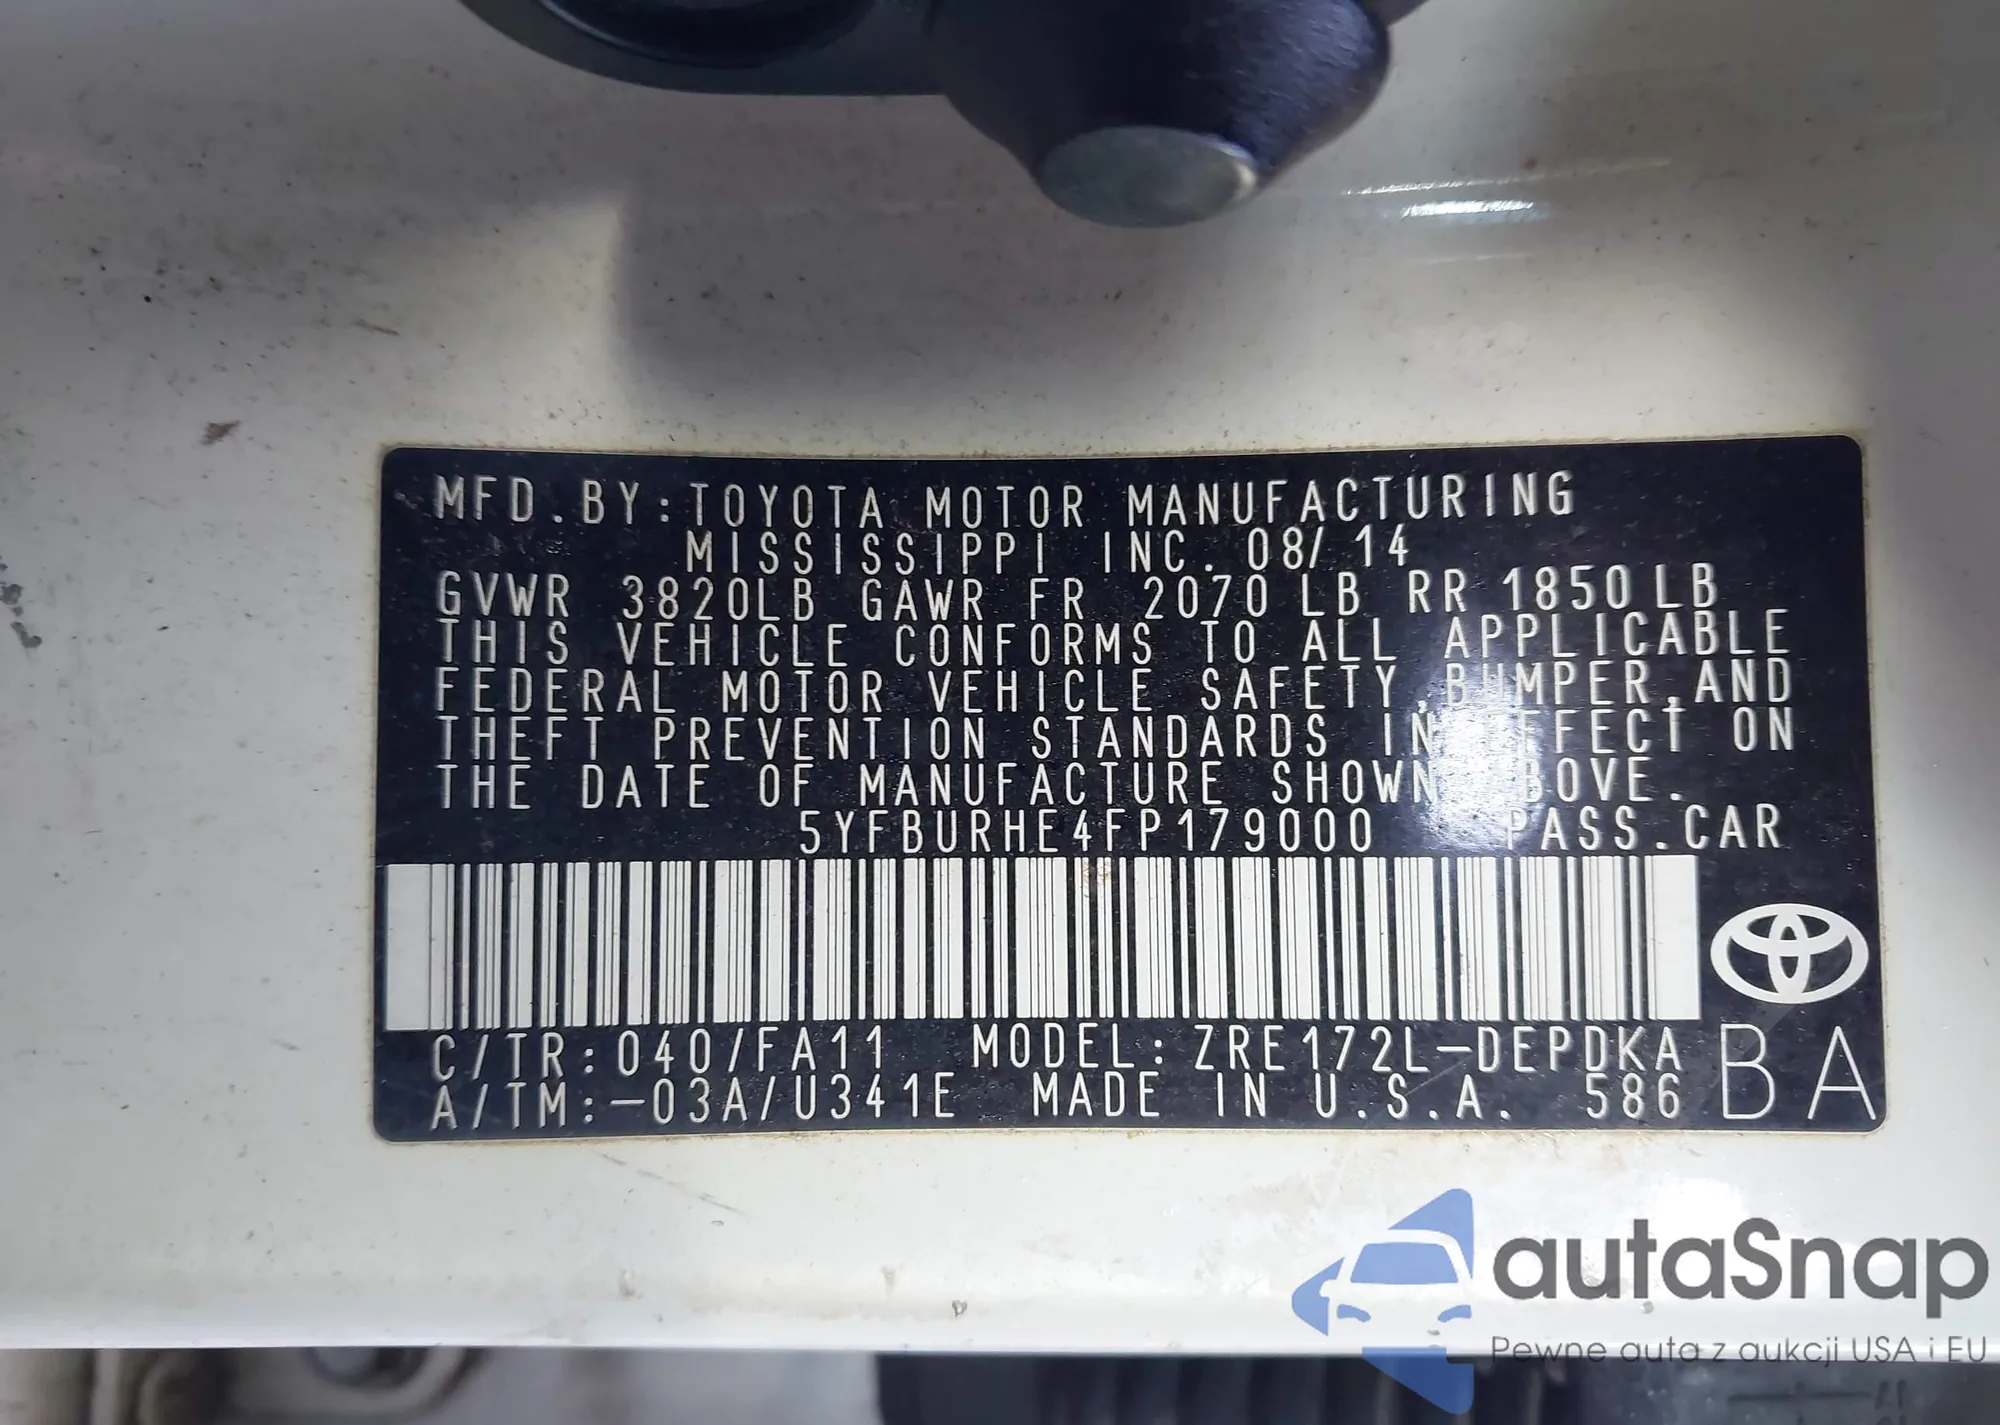 MFD.BY:TOYOTA MOTOR MANUFACTURING
MISSISSIPPI INC. 08/14
GVWR 3820LB GAWR FR 2070LB RR 1850LB
THIS VEHICLE CONFORMS TO ALL APPLICABLE
FEDERAL MOTOR VEHICLE SAFETY,BUMPER,AND
THEFT PREVENTION STANDARDS IN EFFECT ON
THE DATE OF MANUFACTURE SHOWN ABOVE.
5YFBURHE4FP179000 PASS.CAR
C/TR:040/FA11 MODEL:ZRE172L-DEPDKA
A/TM:-03A/U341E MADE IN U.S.A. 586
BA
autaSnap
Pewne auta z aukcji USA i EU